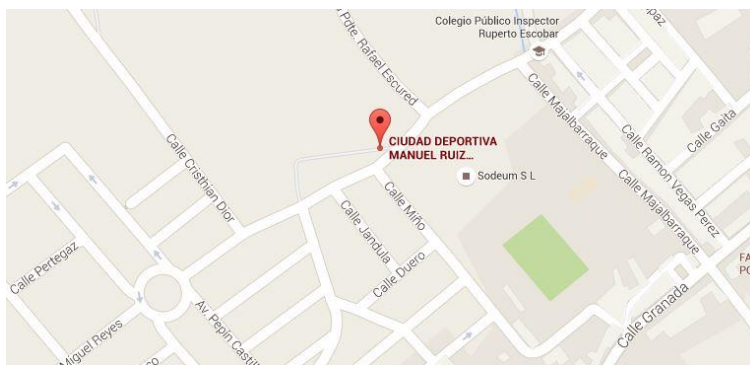 Colegio Público Inspector
Ruperto Escobar
Pdte. Rafael Escured
Calle Majalbarraque
Calle Gaita
CIUDAD DEPORTIVA
MANUEL RUIZ...
Calle Cristhian Dior
Sodeum S L
Calle Ramon Vegas Perez
Calle Majalbarraque
Calle Miño
Calle Jandula
Calle Pertegaz
Calle Duero
Calle Granada
Av. Pepín Castill
Miguel Reyes